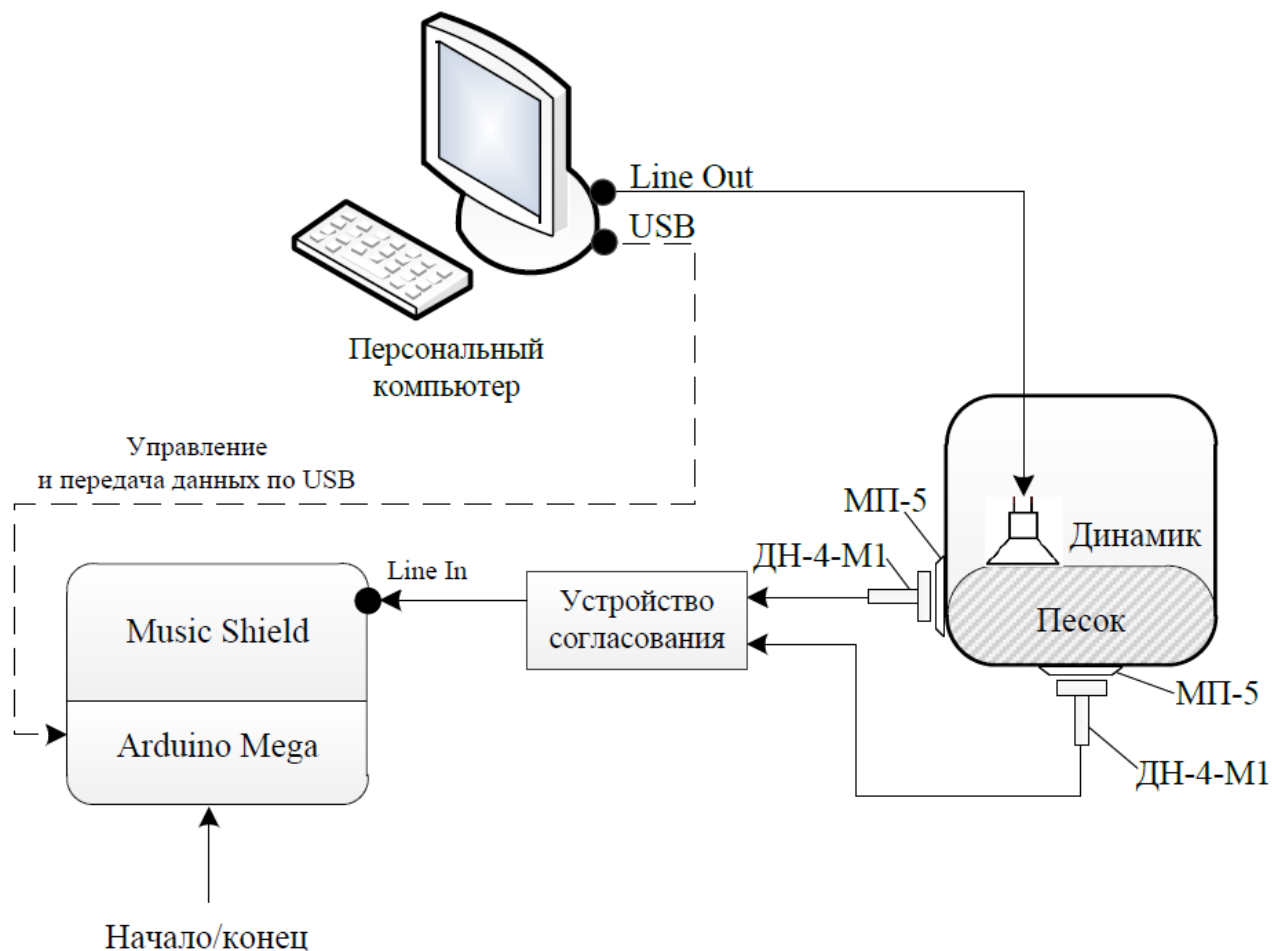 Line Out
USB
Персональный
компьютер
Управление
и передача данных по USB
МП-5
Динамик
ДН-4-М1
Line In
Устройство
согласования
Music Shield
Песок
МП-5
Arduino Mega
ДН-4-М1
Начало/конец